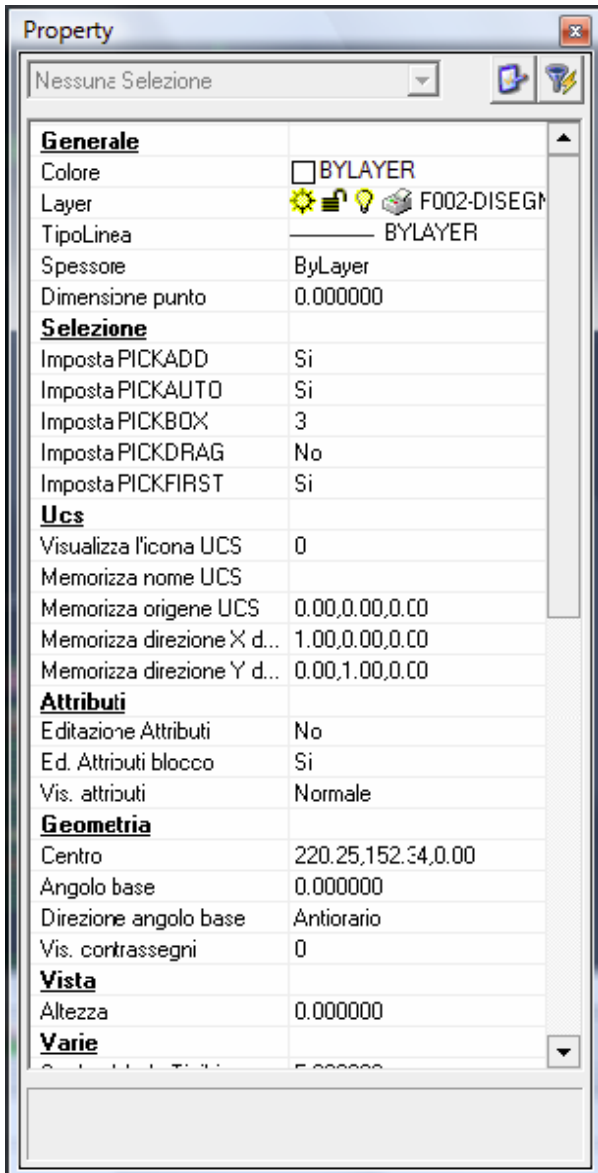 Property
Nessuna Selezione
Generale
Colore BYLAYER
Layer F002-DISEGN
TipoLinea BYLAYER
Spessore ByLayer
Dimensione punto 0.000000
Selezione
Imposta PICKADD Si
Imposta PICKAUTO Si
Imposta PICKBOX 3
Imposta PICKDRAG No
Imposta PICKFIRST Si
Ucs
Visualizza l'icona UCS 0
Memorizza nome UCS
Memorizza origene UCS 0.00,0.00,0.00
Memorizza direzione X d... 1.00,0.00,0.00
Memorizza direzione Y d... 0.00,1.00,0.00
Attributi
Editazione Attributi No
Ed. Attributi blocco Si
Vis. attributi Normale
Geometria
Centro 220.25,152.34,0.00
Angolo base 0.000000
Direzione angolo base Antiorario
Vis. contrassegni 0
Vista
Altezza 0.000000
Varie